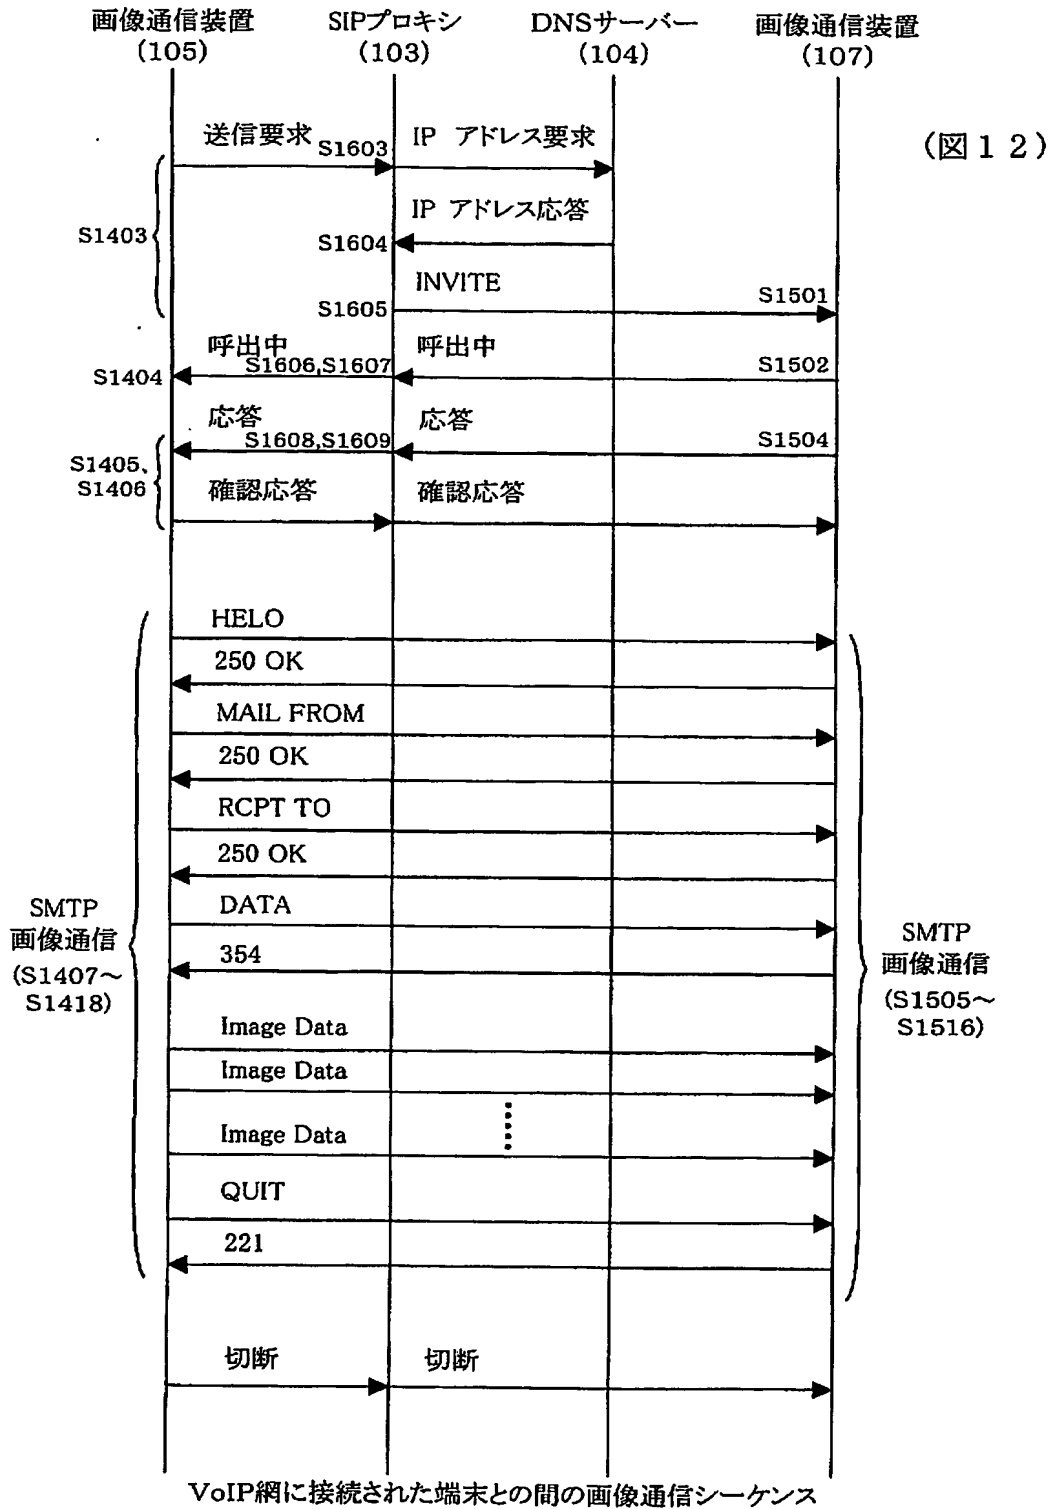 画像通信装置 SIPプロキシ DNSサーバー 画像通信装置
(105) (103) (104) (107)
(図12)
送信要求 S1603 IP アドレス要求
S1403
IP アドレス応答
S1604
INVITE
S1605 S1501
呼出中 呼出中
S1404 S1606,S1607 S1502
応答 応答
S1608,S1609 S1504
S1405、
S1406
確認応答 確認応答
HELO
250 OK
MAIL FROM
250 OK
RCPT TO
250 OK
DATA
354
SMTP
画像通信
(S1407～
S1418)
SMTP
画像通信
(S1505～
S1516)
Image Data
Image Data
Image Data
QUIT
221
切断 切断
VoIP網に接続された端末との間の画像通信シーケンス